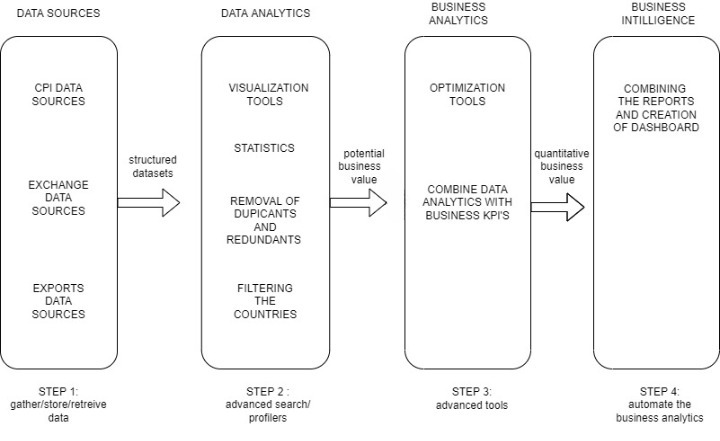 DATA SOURCES
CPI DATA
SOURCES
EXCHANGE
DATA
SOURCES
EXPORTS
DATA
SOURCES
STEP 1:
gather/store/retreive
data
structured
datasets
DATA ANALYTICS
VISUALIZATION
TOOLS
STATISTICS
REMOVAL OF
DUPICANTS
AND
REDUNDANTS
FILTERING
THE
COUNTRIES
STEP 2 :
advanced search/
profilers
potential
business
value
BUSINESS
ANALYTICS
OPTIMIZATION
TOOLS
COMBINE DATA
ANALYTICS WITH
BUSINESS KPI'S
STEP 3:
advanced tools
quantitative
business
value
BUSINESS
INTILLIGENCE
COMBINING
THE REPORTS
AND CREATION
OF DASHBOARD
STEP 4:
automate the
business analytics